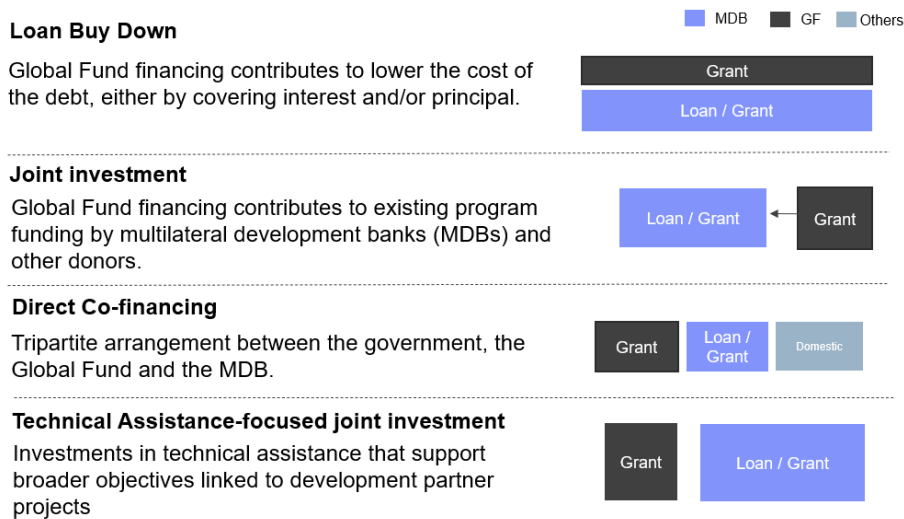 MDB GF Others
Loan Buy Down
Global Fund financing contributes to lower the cost of
the debt, either by covering interest and/or principal.
Grant
Loan / Grant
Joint investment
Global Fund financing contributes to existing program
funding by multilateral development banks (MDBs) and
other donors.
Loan / Grant
Grant
Direct Co-financing
Tripartite arrangement between the government, the
Global Fund and the MDB.
Grant
Loan /
Grant
Domestic
Technical Assistance-focused joint investment
Investments in technical assistance that support
broader objectives linked to development partner
projects
Grant
Loan / Grant